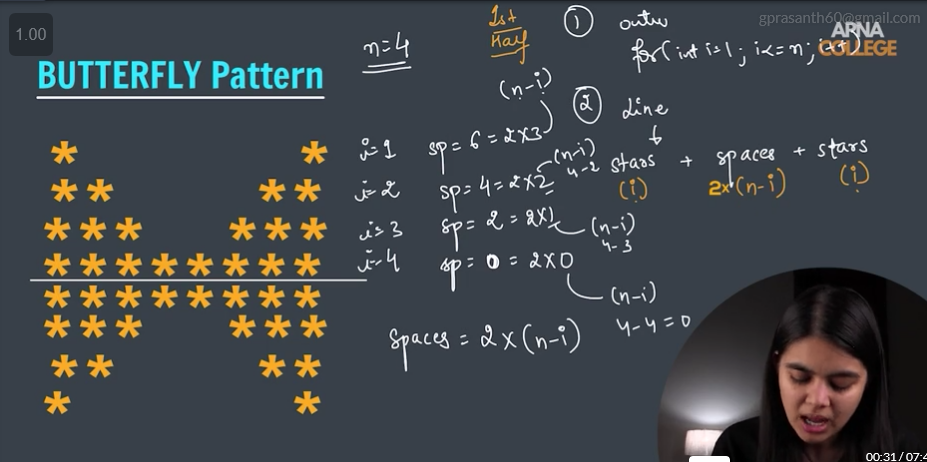 1.00
gprasanth60@gmail.com
ARNA
COLLEGE
BUTTERFLY Pattern
n=4
1st
Half
1 outer
for(int i=1; i<=n; i++)
(n-i)
2 Line
* * i=1 sp= 6 = 2x3
** ** i=2 sp= 4 = 2x2 (n-i)
4-2
stars + spaces + stars
(i) 2x(n-i) (i)
*** *** i=3 sp= 2 = 2x1 (n-i)
4-3
******** i=4 sp= 0 = 2x0
(n-i)
4-4=0
********
*** ***
** **
* *
Spaces = 2x(n-i)
00:31 / 07:4